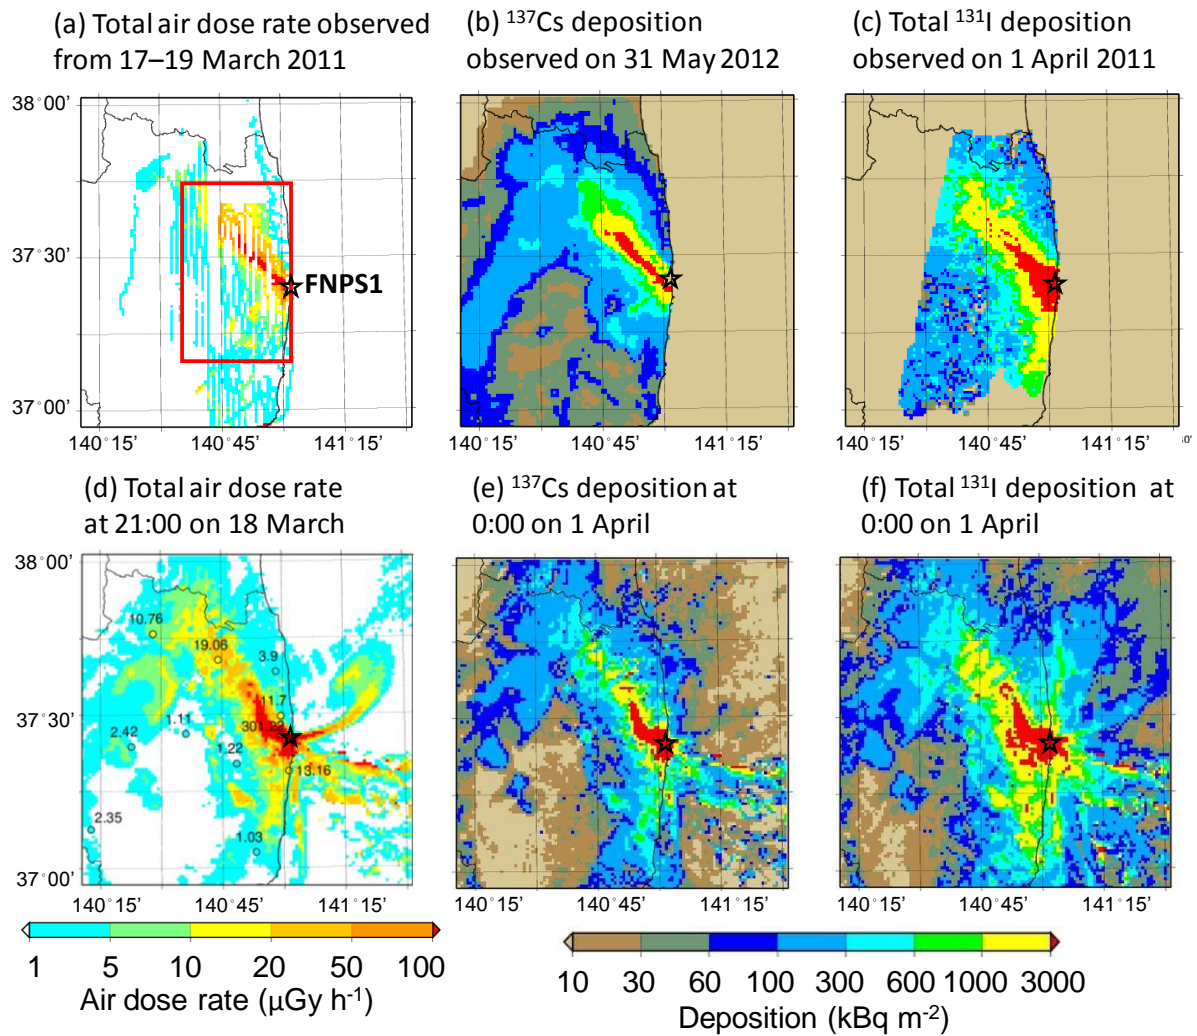 (a) Total air dose rate observed
from 17–19 March 2011
(b) ¹³⁷Cs deposition
observed on 31 May 2012
(c) Total ¹³¹I deposition
observed on 1 April 2011
38°00'
37°30'
37°00'
FNPS1
140°15' 140°45' 141°15'
140°15' 140°45' 141°15'
140°15' 140°45' 141°15'
(d) Total air dose rate
at 21:00 on 18 March
(e) ¹³⁷Cs deposition at
0:00 on 1 April
(f) Total ¹³¹I deposition at
0:00 on 1 April
38°00'
37°30'
37°00'
10.76
19.06
3.9
11.7
1.11
301.22
2.42
1.22
13.16
2.35
1.03
140°15' 140°45' 141°15'
140°15' 140°45' 141°15'
140°15' 140°45' 141°15'
1 5 10 20 50 100
Air dose rate (μGy h⁻¹)
10 30 60 100 300 600 1000 3000
Deposition (kBq m⁻²)